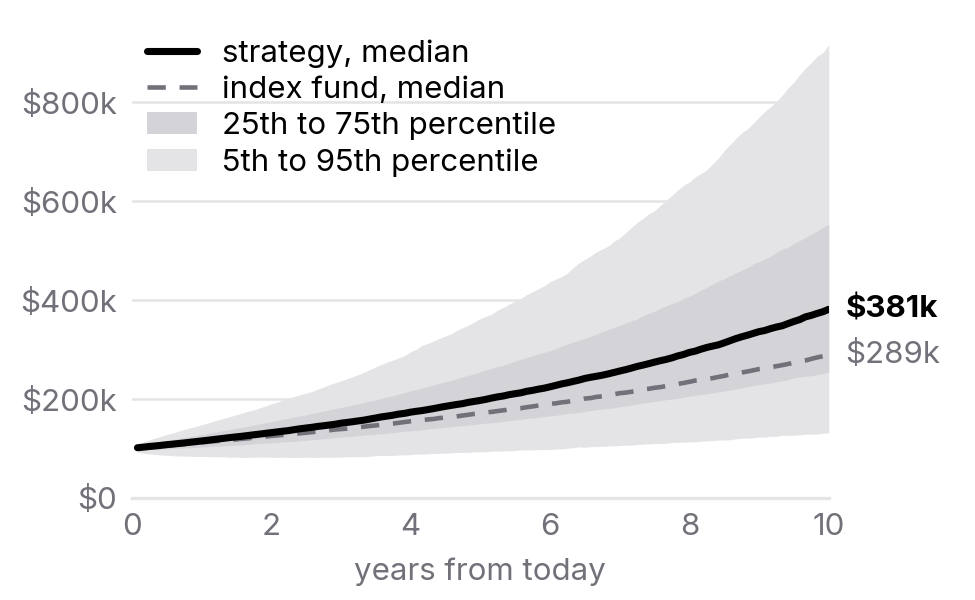 strategy, median
index fund, median
25th to 75th percentile
5th to 95th percentile
$800k
$600k
$400k
$200k
$0
$381k
$289k
0 2 4 6 8 10
years from today